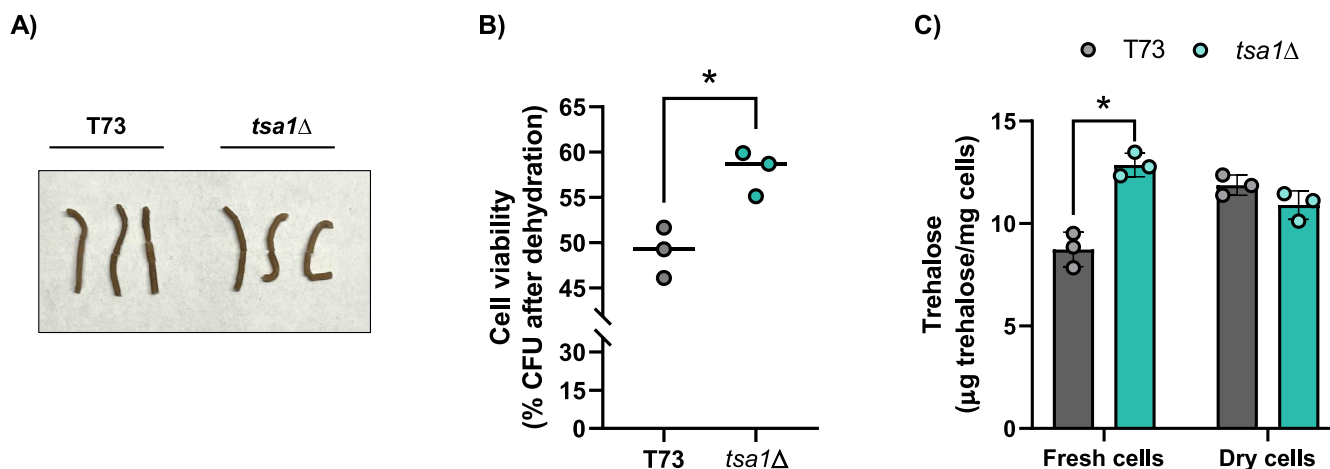 A)
T73 tsa1Δ
B)
*
Cell viability
(% CFU after dehydration)
65
60
55
50
45
30
15
0
T73 tsa1Δ
C)
T73 tsa1Δ
*
Trehalose
(µg trehalose/mg cells)
15
10
5
0
Fresh cells Dry cells